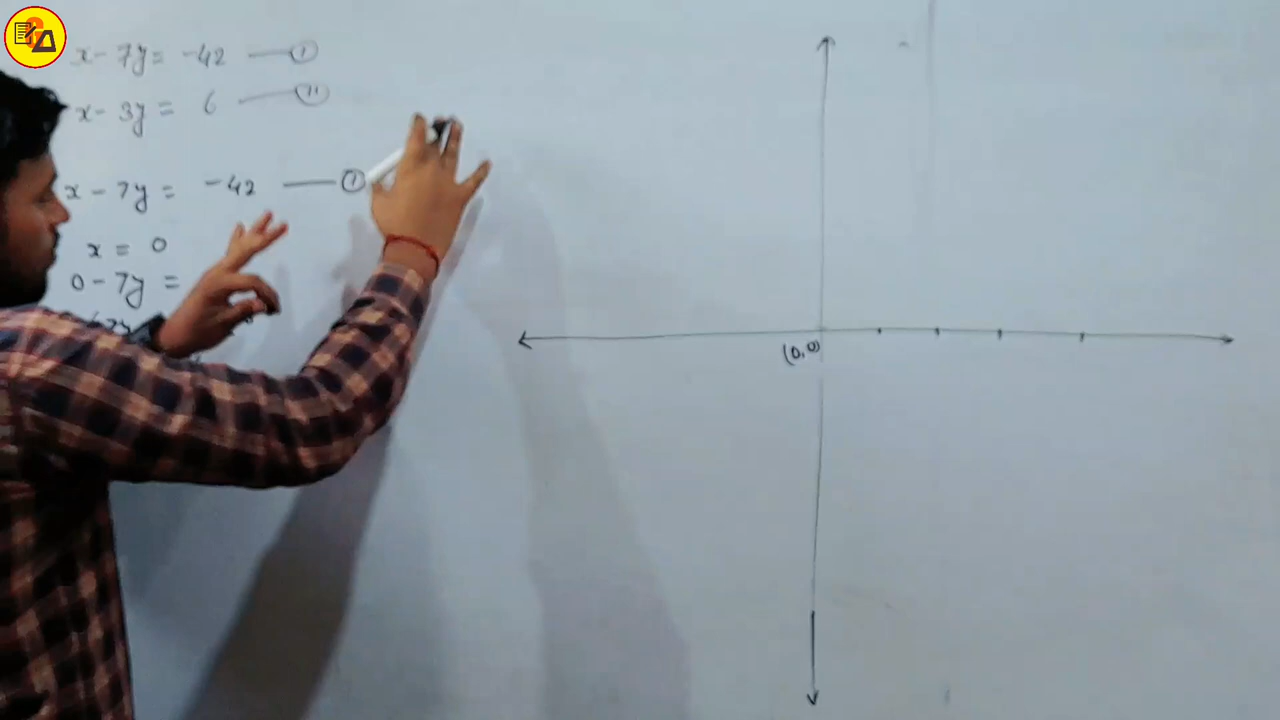 x - 7y = -42 — (I)
x - 3y = 6 — (II)
x - 7y = -42 — (I)
x = 0
0 - 7y =
(0,0)